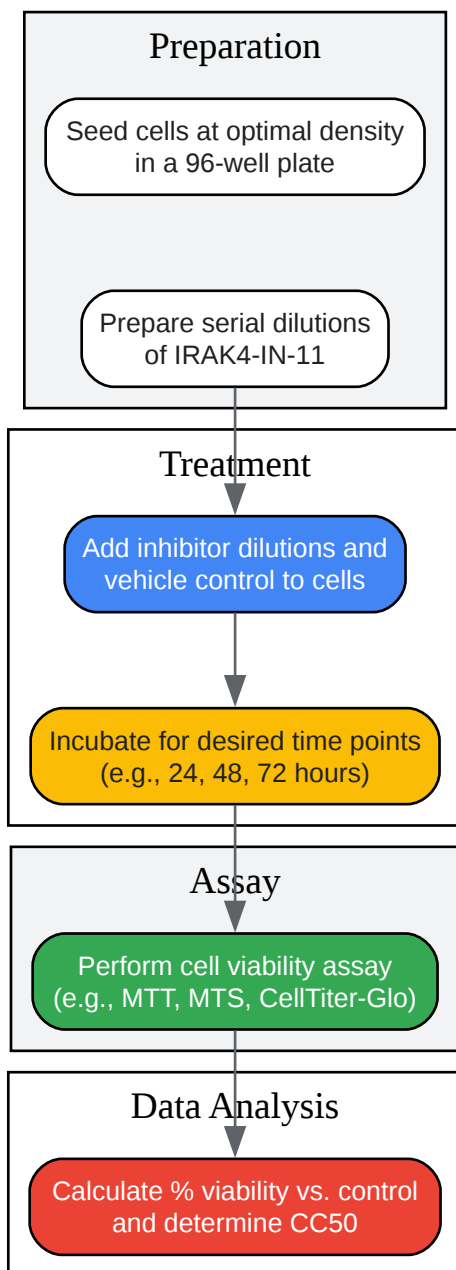 Preparation
Seed cells at optimal density
in a 96-well plate
Prepare serial dilutions
of IRAK4-IN-11
Treatment
Add inhibitor dilutions and
vehicle control to cells
Incubate for desired time points
(e.g., 24, 48, 72 hours)
Assay
Perform cell viability assay
(e.g., MTT, MTS, CellTiter-Glo)
Data Analysis
Calculate % viability vs. control
and determine CC50